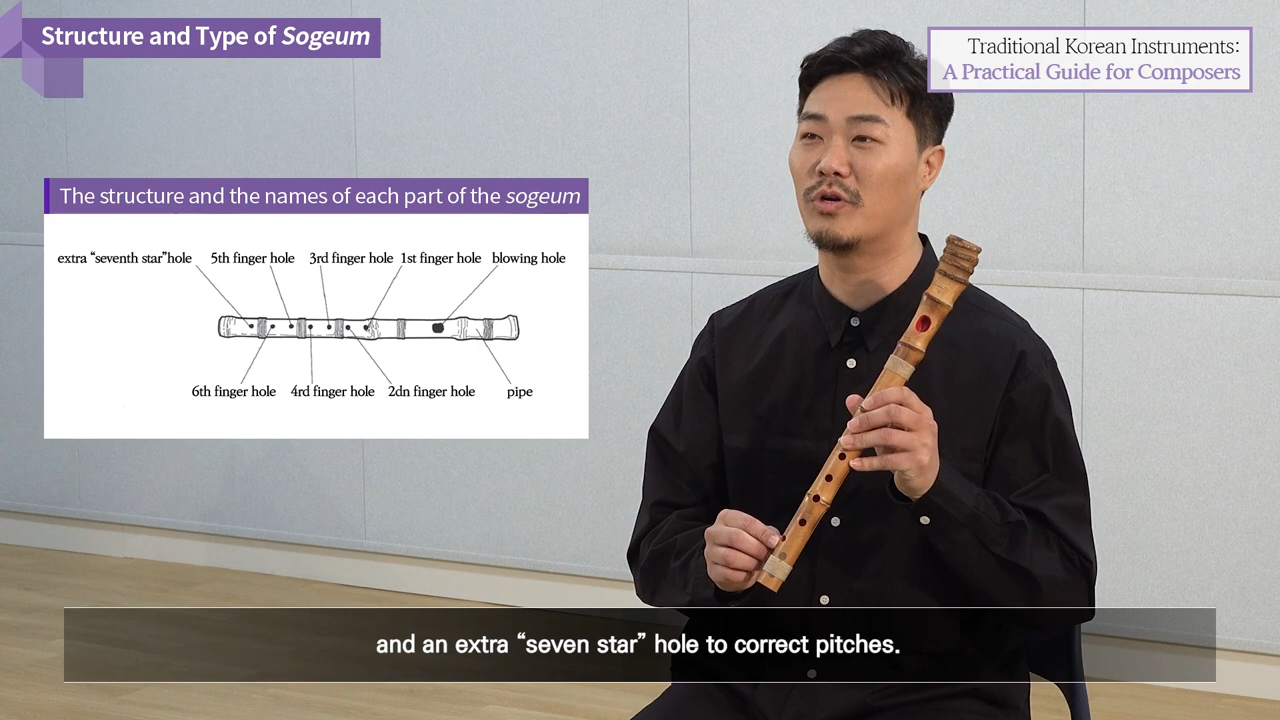 Structure and Type of Sogeum
Traditional Korean Instruments:
A Practical Guide for Composers
The structure and the names of each part of the sogeum
extra “seventh star”hole
5th finger hole
3rd finger hole
1st finger hole
blowing hole
6th finger hole
4rd finger hole
2dn finger hole
pipe
and an extra “seven star” hole to correct pitches.